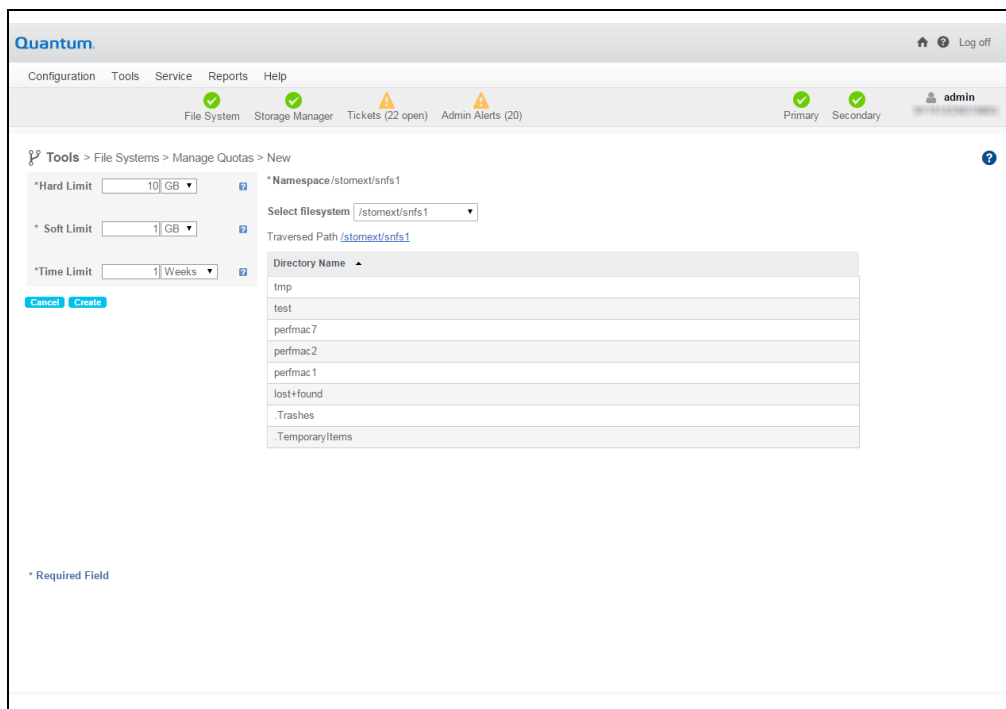 Quantum.
Log off
Configuration Tools Service Reports Help
File System Storage Manager Tickets (22 open) Admin Alerts (20) Primary Secondary admin
Tools > File Systems > Manage Quotas > New
*Hard Limit 10 GB
* Namespace /stornext/snfs1
* Soft Limit 1 GB
Select filesystem /stornext/snfs1
Traversed Path /stornext/snfs1
*Time Limit 1 Weeks
Cancel Create
Directory Name
tmp
test
perfmac7
perfmac2
perfmac1
lost+found
.Trashes
.TemporaryItems
* Required Field